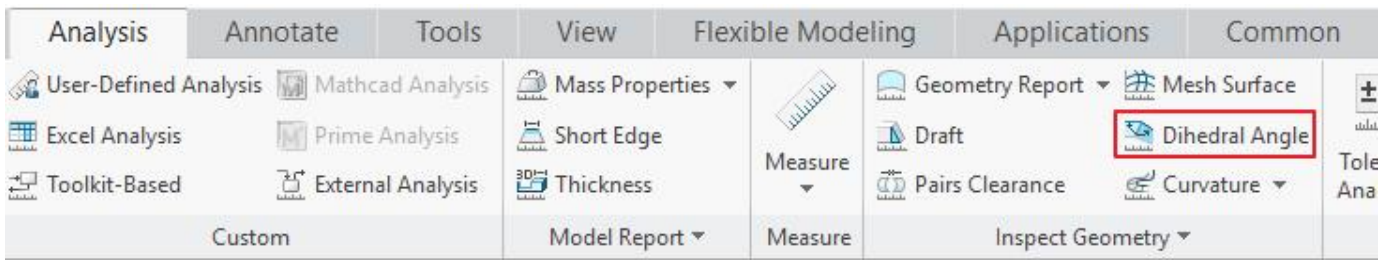 Analysis Annotate Tools View Flexible Modeling Applications Common
User-Defined Analysis Mathcad Analysis Mass Properties Geometry Report Mesh Surface
Excel Analysis Prime Analysis Short Edge Measure Draft Dihedral Angle
Toolkit-Based External Analysis Thickness Pairs Clearance Curvature
Custom Model Report Measure Inspect Geometry